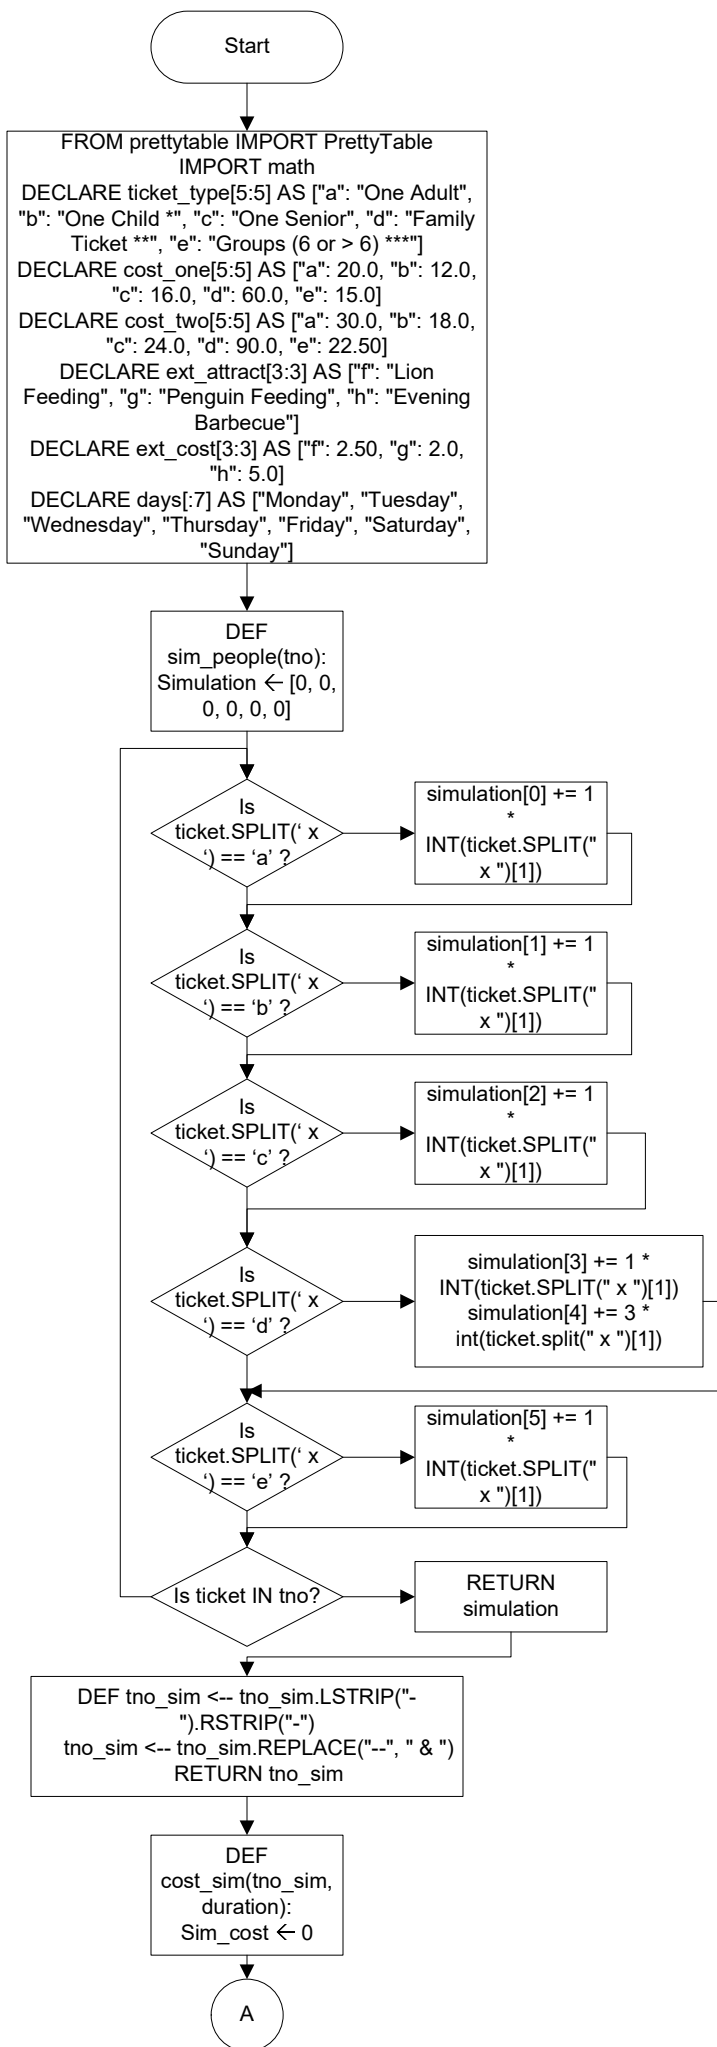 Start
FROM prettytable IMPORT PrettyTable
IMPORT math
DECLARE ticket_type[5:5] AS ["a": "One Adult",
"b": "One Child *", "c": "One Senior", "d": "Family
Ticket **", "e": "Groups (6 or > 6) ***"]
DECLARE cost_one[5:5] AS ["a": 20.0, "b": 12.0,
"c": 16.0, "d": 60.0, "e": 15.0]
DECLARE cost_two[5:5] AS ["a": 30.0, "b": 18.0,
"c": 24.0, "d": 90.0, "e": 22.50]
DECLARE ext_attract[3:3] AS ["f": "Lion
Feeding", "g": "Penguin Feeding", "h": "Evening
Barbecue"]
DECLARE ext_cost[3:3] AS ["f": 2.50, "g": 2.0,
"h": 5.0]
DECLARE days[:7] AS ["Monday", "Tuesday",
"Wednesday", "Thursday", "Friday", "Saturday",
"Sunday"]
DEF
sim_people(tno):
Simulation ← [0, 0,
0, 0, 0, 0]
Is
ticket.SPLIT(‘ x
‘) == ‘a’ ?
simulation[0] += 1
*
INT(ticket.SPLIT("
x ")[1])
Is
ticket.SPLIT(‘ x
‘) == ‘b’ ?
simulation[1] += 1
*
INT(ticket.SPLIT("
x ")[1])
Is
ticket.SPLIT(‘ x
‘) == ‘c’ ?
simulation[2] += 1
*
INT(ticket.SPLIT("
x ")[1])
Is
ticket.SPLIT(‘ x
‘) == ‘d’ ?
simulation[3] += 1 *
INT(ticket.SPLIT(" x ")[1])
simulation[4] += 3 *
int(ticket.split(" x ")[1])
Is
ticket.SPLIT(‘ x
‘) == ‘e’ ?
simulation[5] += 1
*
INT(ticket.SPLIT("
x ")[1])
Is ticket IN tno?
RETURN
simulation
DEF tno_sim <-- tno_sim.LSTRIP("-
").RSTRIP("-")
tno_sim <-- tno_sim.REPLACE("--", " & ")
RETURN tno_sim
DEF
cost_sim(tno_sim,
duration):
Sim_cost ← 0
A